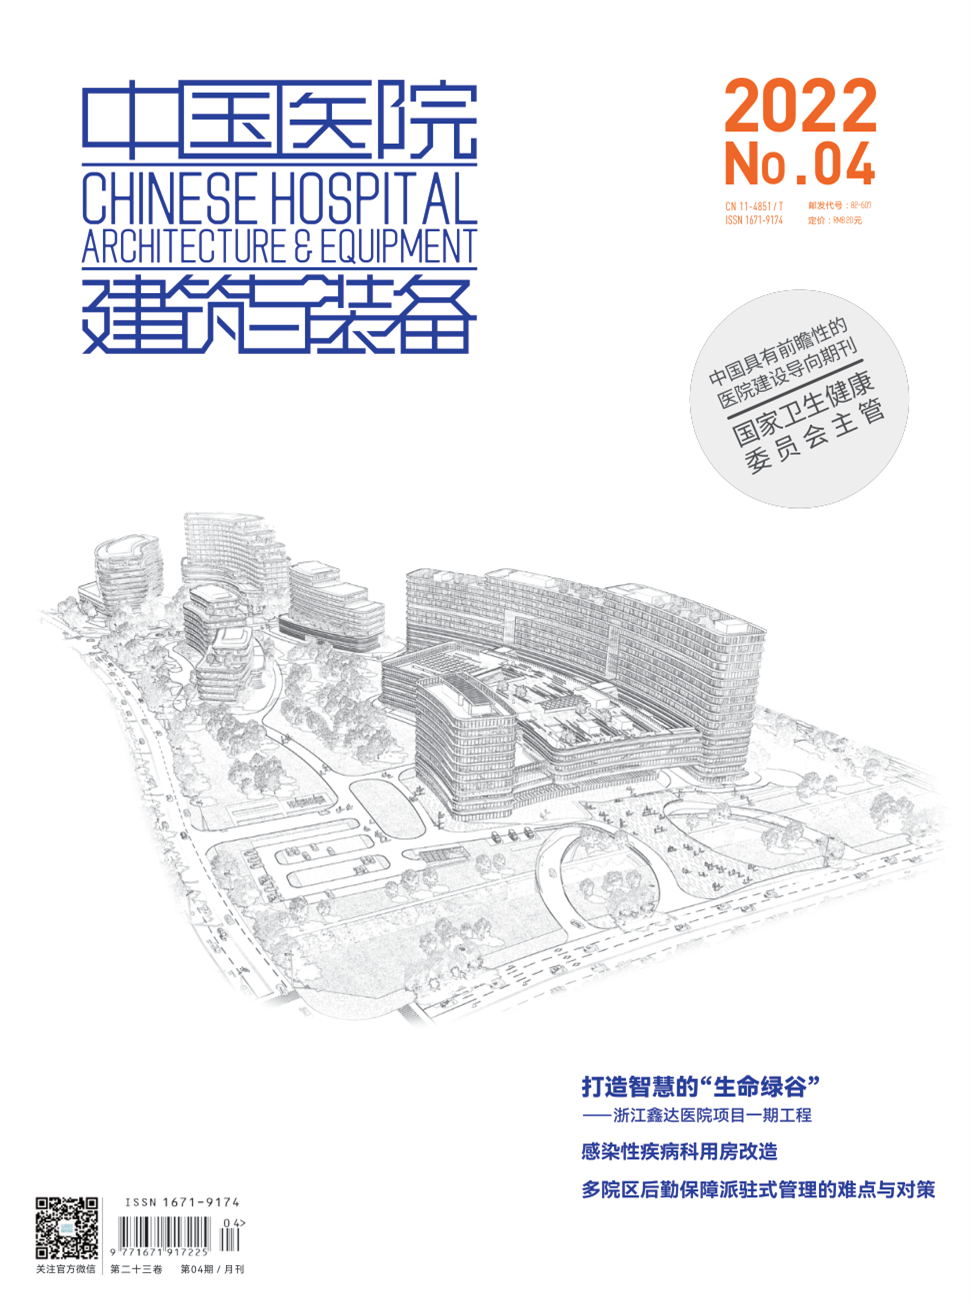 中国医院
CHINESE HOSPITAL
ARCHITECTURE & EQUIPMENT
建筑与装备
2022
No.04
CN 11-4851 / T
邮发代号：82-607
ISSN 1671-9174
定价：RMB20元
中国具有前瞻性的
医院建设导向期刊
国家卫生健康
委员会主管
打造智慧的“生命绿谷”
——浙江鑫达医院项目一期工程
感染性疾病科用房改造
多院区后勤保障派驻式管理的难点与对策
ISSN 1671-9174
04>
9 771671 917225
关注官方微信
第二十三卷 第04期 / 月刊